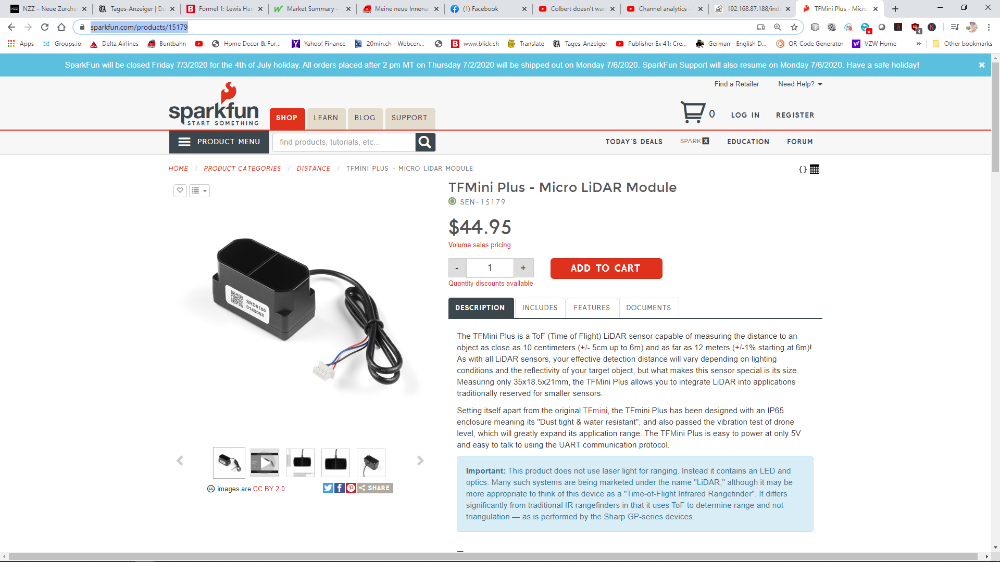 NZZ – Neue Zürche
Tages-Anzeiger | Du
Formel 1: Lewis Han
Market Summary –
Meine neue Innena
(1) Facebook
Colbert doesn't wan
Channel analytics -
192.168.87.188/inde
TFMini Plus - Micro
sparkfun.com/products/15179
Apps
Groups.io
Delta Airlines
Buntbahn
Home Decor & Fur...
Yahoo! Finance
20min.ch - Webcen...
www.blick.ch
Translate
Tages-Anzeiger
Publisher Ex 41: Cre...
German - English D...
QR-Code Generator
VZW Home
»
Other bookmarks
SparkFun will be closed Friday 7/3/2020 for the 4th of July holiday. All orders placed after 2 pm MT on Thursday 7/2/2020 will be shipped out on Monday 7/6/2020. SparkFun Support will also resume on Monday 7/6/2020. Have a safe holiday!
Find a Retailer
Need Help?
sparkfun
START SOMETHING
SHOP
LEARN
BLOG
SUPPORT
0
LOG IN
REGISTER
PRODUCT MENU
find products, tutorials, etc...
TODAY'S DEALS
SPARK X
EDUCATION
FORUM
HOME / PRODUCT CATEGORIES / DISTANCE / TFMINI PLUS - MICRO LIDAR MODULE
{ }
TFMini Plus - Micro LiDAR Module
SEN-15179
$44.95
Volume sales pricing
- 1 +
ADD TO CART
Quantity discounts available
SRD8100
0140068
DESCRIPTION
INCLUDES
FEATURES
DOCUMENTS
The TFMini Plus is a ToF (Time of Flight) LiDAR sensor capable of measuring the distance to an
object as close as 10 centimeters (+/- 5cm up to 6m) and as far as 12 meters (+/-1% starting at 6m)!
As with all LiDAR sensors, your effective detection distance will vary depending on lighting
conditions and the reflectivity of your target object, but what makes this sensor special is its size.
Measuring only 35x18.5x21mm, the TFMini Plus allows you to integrate LiDAR into applications
traditionally reserved for smaller sensors.
Setting itself apart from the original TFmini, the TFmini Plus has been designed with an IP65
enclosure meaning its "Dust tight & water resistant", and also passed the vibration test of drone
level, which will greatly expand its application range. The TFMini Plus is easy to power at only 5V
and easy to talk to using the UART communication protocol.
Important: This product does not use laser light for ranging. Instead it contains an LED and
optics. Many such systems are being marketed under the name "LiDAR," although it may be
more appropriate to think of this device as a "Time-of-Flight Infrared Rangefinder". It differs
significantly from traditional IR rangefinders in that it uses ToF to determine range and not
triangulation — as is performed by the Sharp GP-series devices.
cc images are CC BY 2.0
SHARE